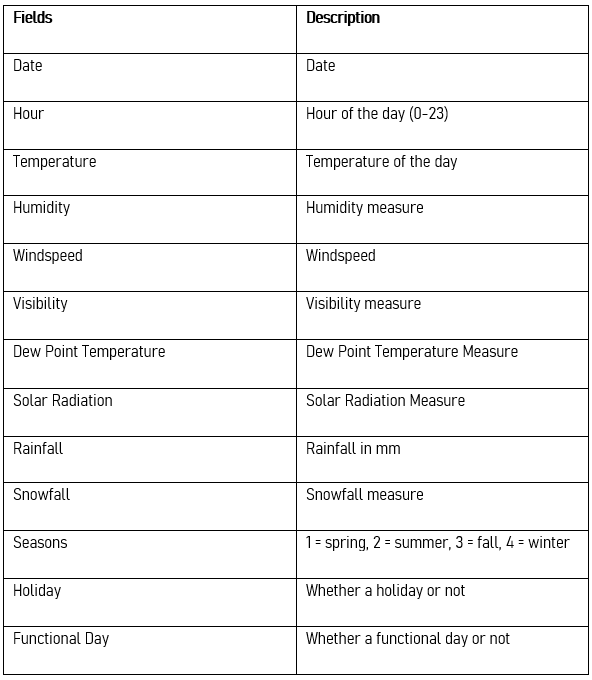 Fields Description
Date Date
Hour Hour of the day (0-23)
Temperature Temperature of the day
Humidity Humidity measure
Windspeed Windspeed
Visibility Visibility measure
Dew Point Temperature Dew Point Temperature Measure
Solar Radiation Solar Radiation Measure
Rainfall Rainfall in mm
Snowfall Snowfall measure
Seasons 1 = spring, 2 = summer, 3 = fall, 4 = winter
Holiday Whether a holiday or not
Functional Day Whether a functional day or not